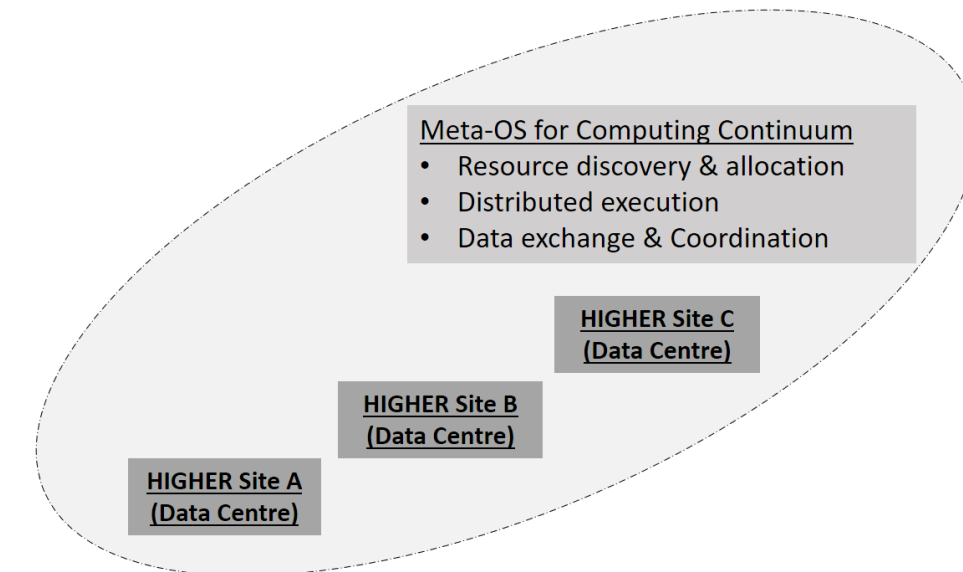 Meta-OS for Computing Continuum
• Resource discovery & allocation
• Distributed execution
• Data exchange & Coordination
HIGHER Site C
(Data Centre)
HIGHER Site B
(Data Centre)
HIGHER Site A
(Data Centre)